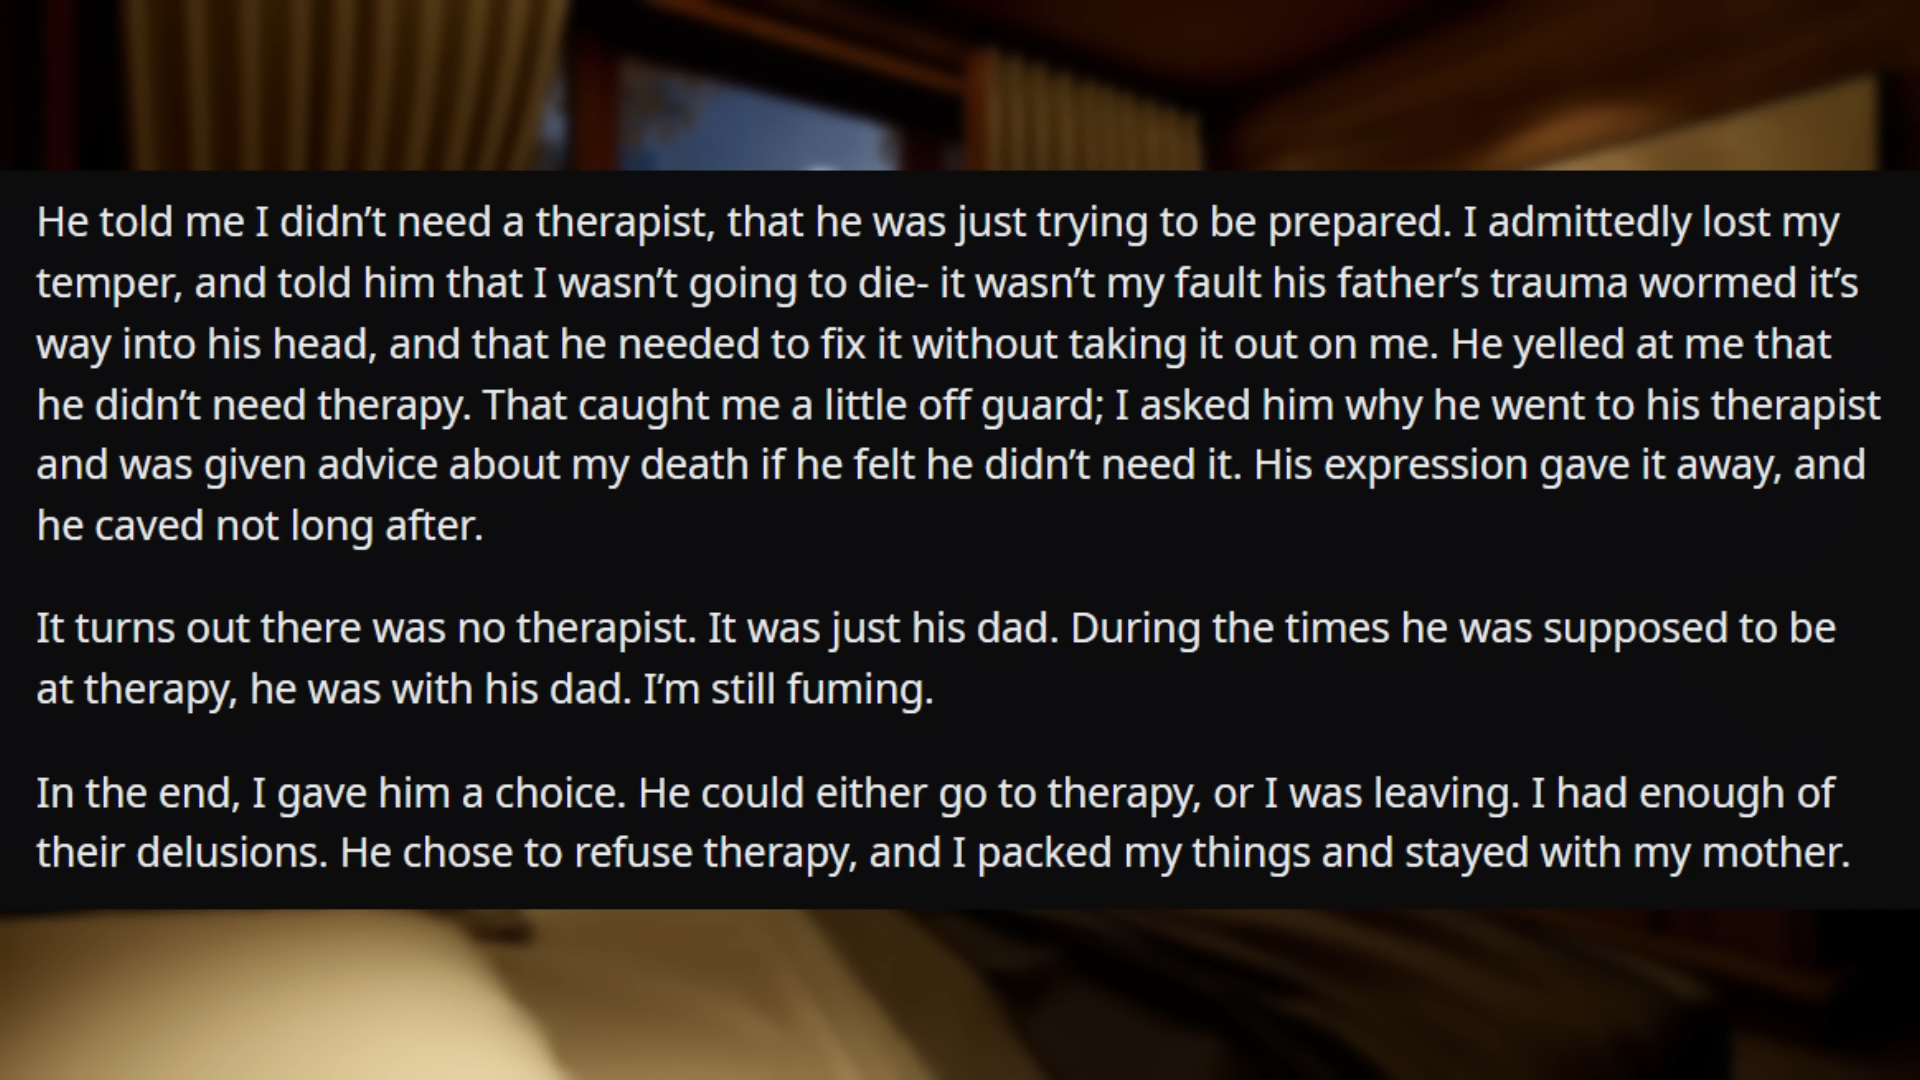 He told me I didn’t need a therapist, that he was just trying to be prepared. I admittedly lost my
temper, and told him that I wasn’t going to die- it wasn’t my fault his father’s trauma wormed it’s
way into his head, and that he needed to fix it without taking it out on me. He yelled at me that
he didn’t need therapy. That caught me a little off guard; I asked him why he went to his therapist
and was given advice about my death if he felt he didn’t need it. His expression gave it away, and
he caved not long after.
It turns out there was no therapist. It was just his dad. During the times he was supposed to be
at therapy, he was with his dad. I’m still fuming.
In the end, I gave him a choice. He could either go to therapy, or I was leaving. I had enough of
their delusions. He chose to refuse therapy, and I packed my things and stayed with my mother.